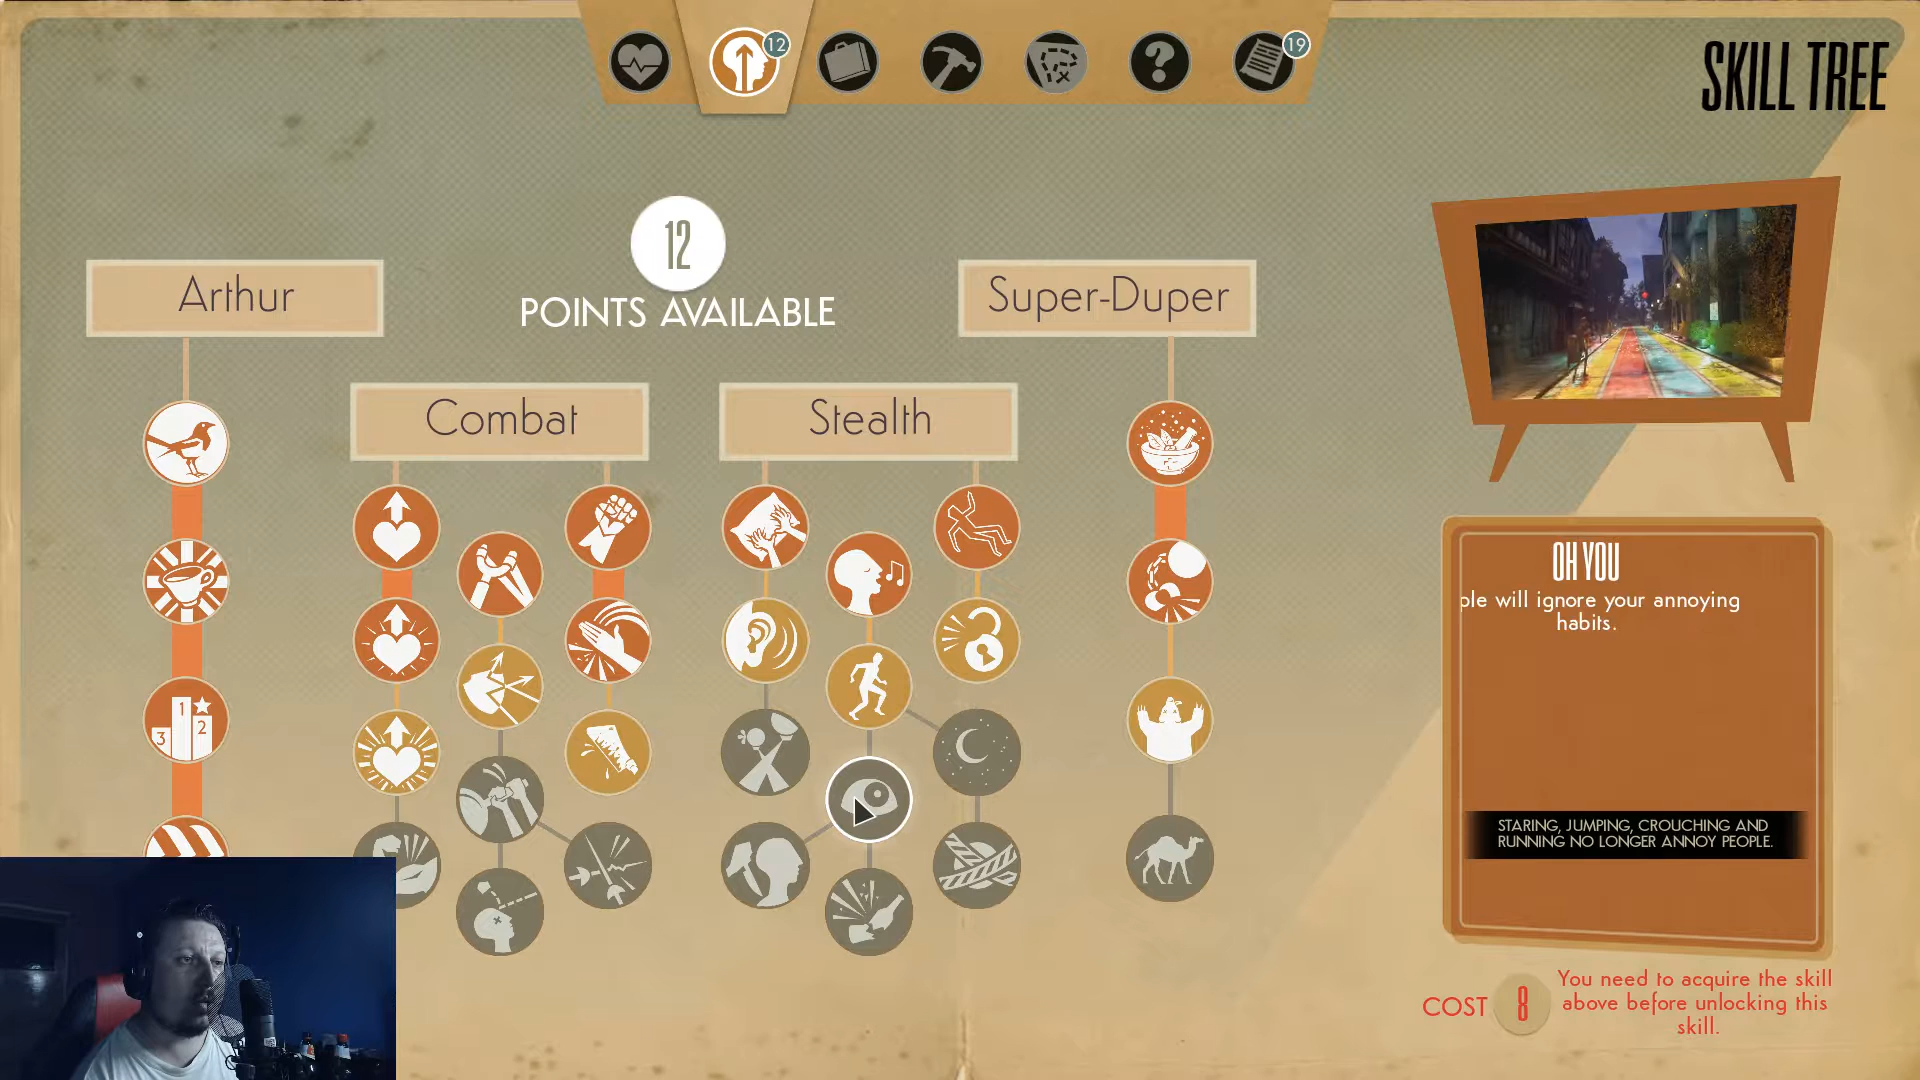 12
19
SKILL TREE
12
POINTS AVAILABLE
Arthur
Super-Duper
Combat
Stealth
1
2
3
OH YOU
ple will ignore your annoying
habits.
STARING, JUMPING, CROUCHING AND
RUNNING NO LONGER ANNOY PEOPLE.
COST 8
You need to acquire the skill
above before unlocking this
skill.